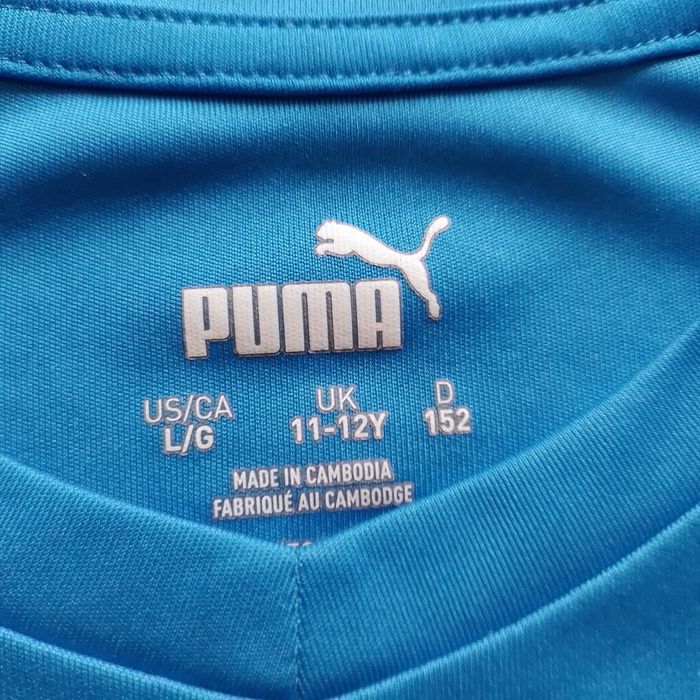 PUMA
US/CA UK D
L/G 11-12Y 152
MADE IN CAMBODIA
FABRIQUÉ AU CAMBODGE